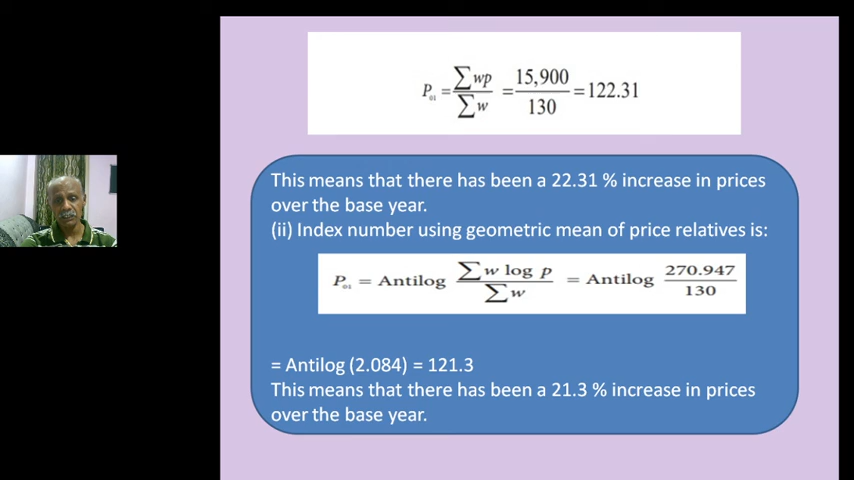 P₀₁ = ∑wp / ∑w = 15,900 / 130 = 122.31
This means that there has been a 22.31 % increase in prices
over the base year.
(ii) Index number using geometric mean of price relatives is:
P₀₁ = Antilog ∑w log p / ∑w = Antilog 270.947 / 130
= Antilog (2.084) = 121.3
This means that there has been a 21.3 % increase in prices
over the base year.